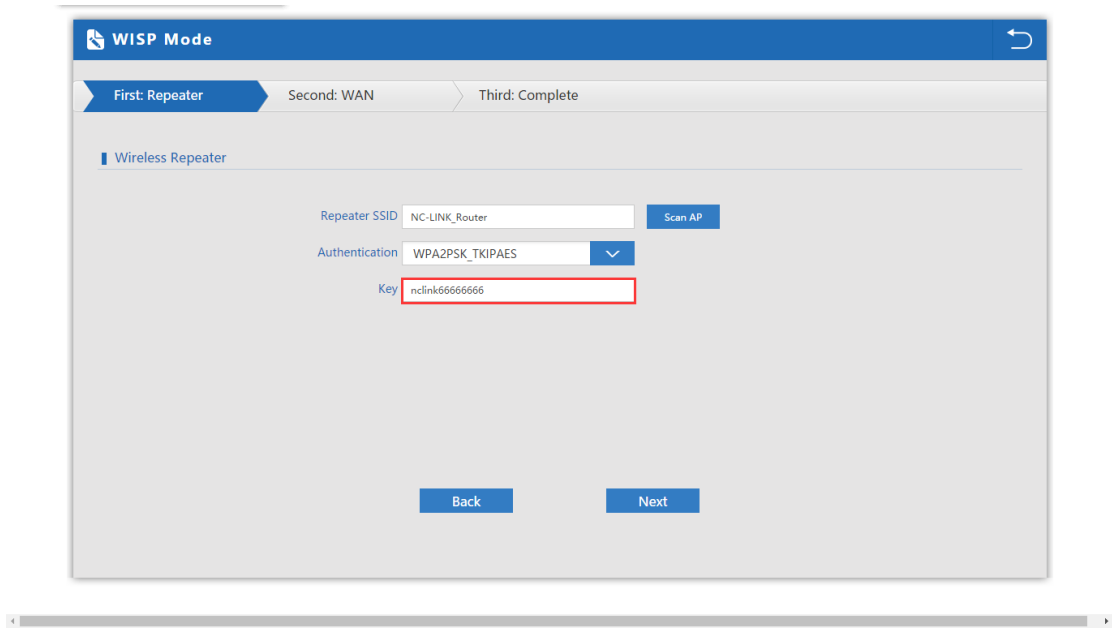 WISP Mode
First: Repeater Second: WAN Third: Complete
Wireless Repeater
Repeater SSID NC-LINK_Router Scan AP
Authentication WPA2PSK_TKIPAES
Key nclink66666666
Back Next